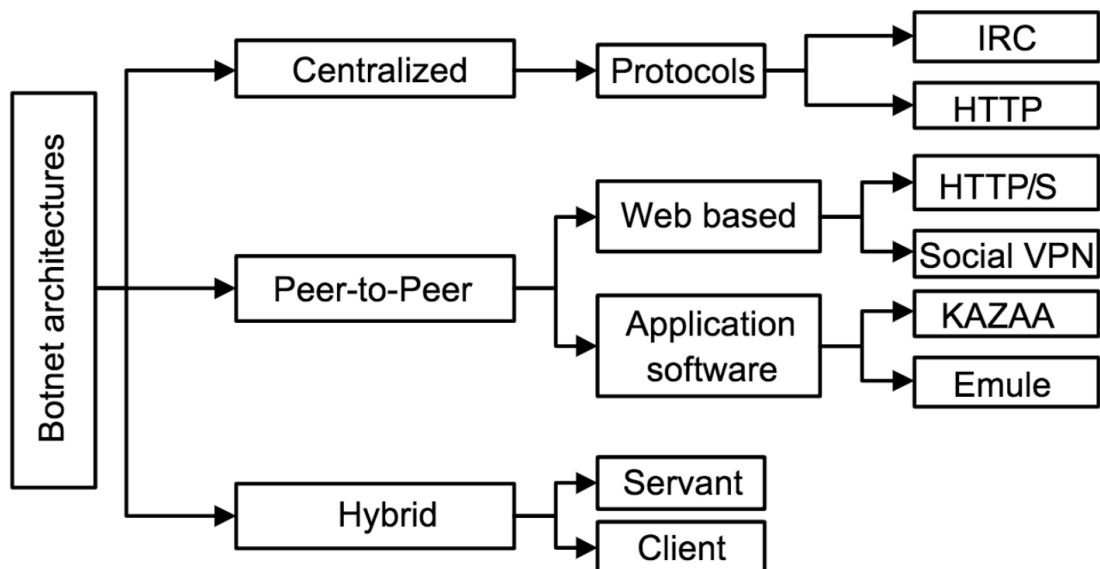 Botnet architectures
Centralized
Protocols
IRC
HTTP
Peer-to-Peer
Web based
HTTP/S
Social VPN
Application
software
KAZAA
Emule
Hybrid
Servant
Client